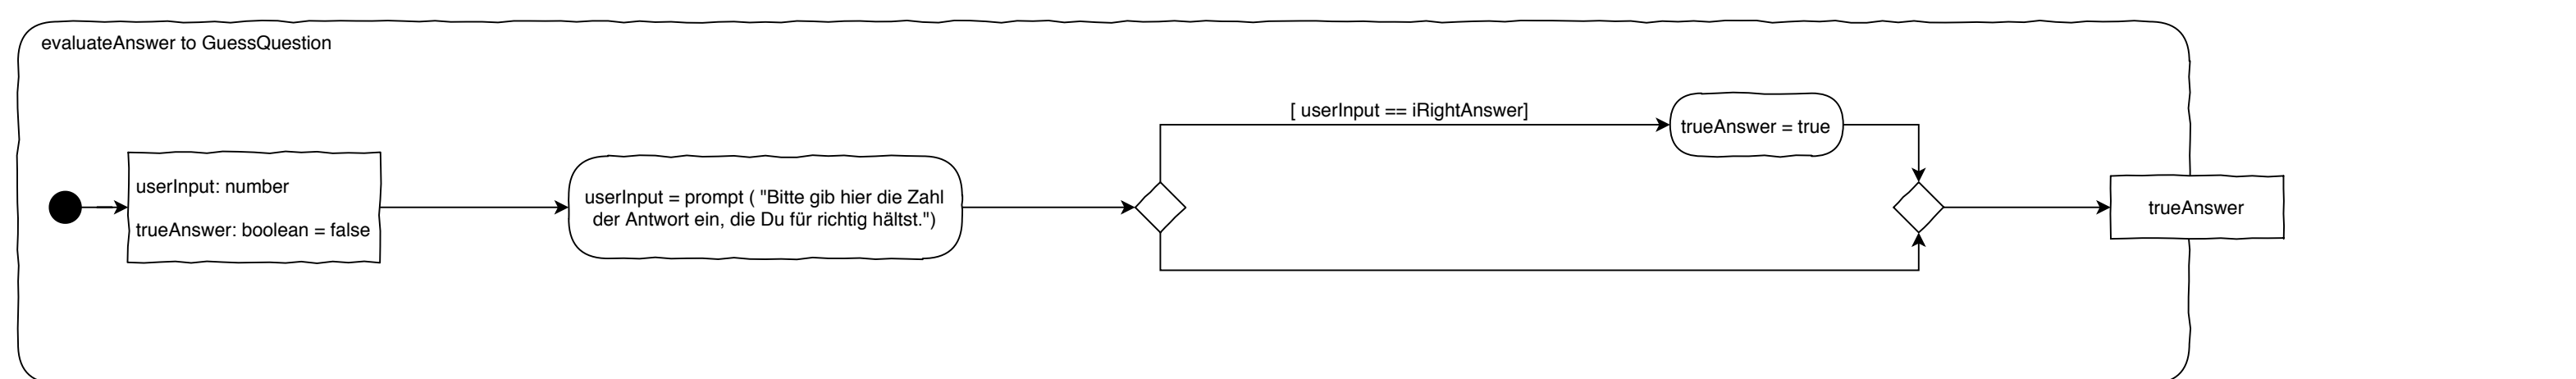 evaluateAnswer to GuessQuestion
[ userInput == iRightAnswer]
trueAnswer = true
userInput: number
trueAnswer: boolean = false
userInput = prompt ( "Bitte gib hier die Zahl
der Antwort ein, die Du für richtig hältst.")
trueAnswer